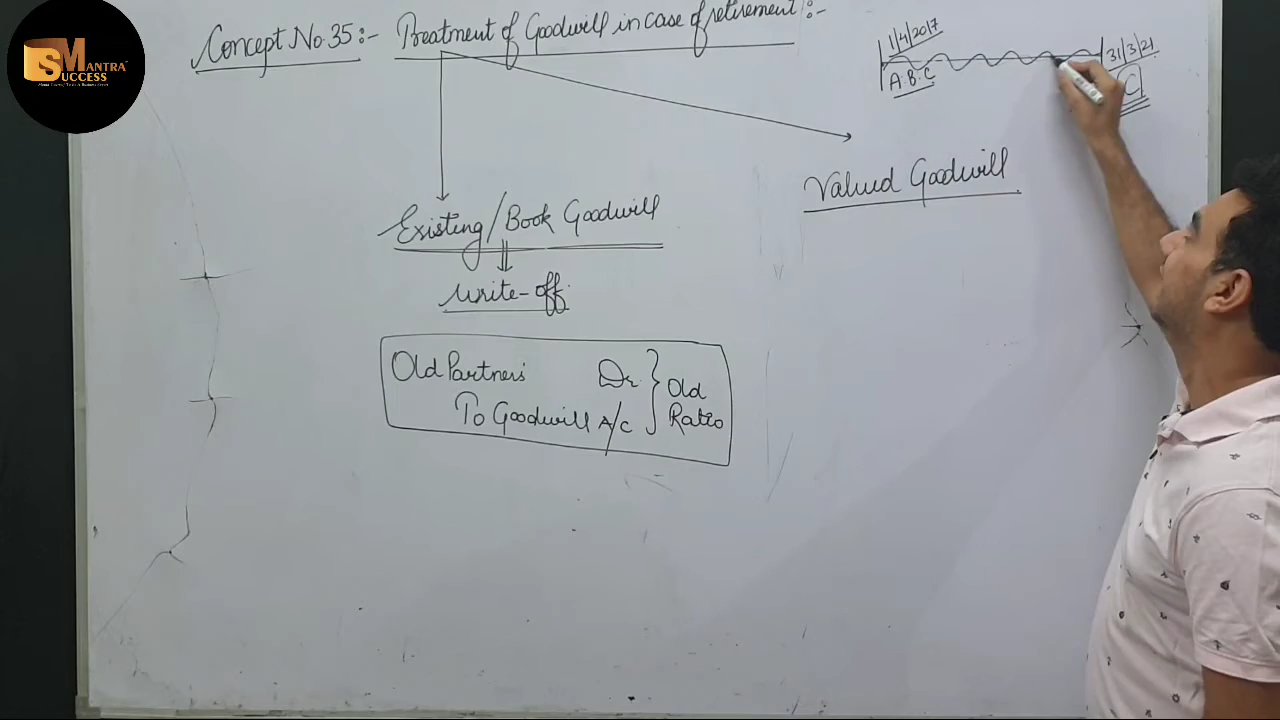 SM MANTRA
SUCCESS
Concept No. 35:- Treatment of Goodwill in case of retirement:-
1/4/2017
31/3/21
A. B. C
C
Valued Goodwill
Existing/Book Goodwill
Write-off
Old Partners Dr.
To Goodwill A/C
Old
Ratio